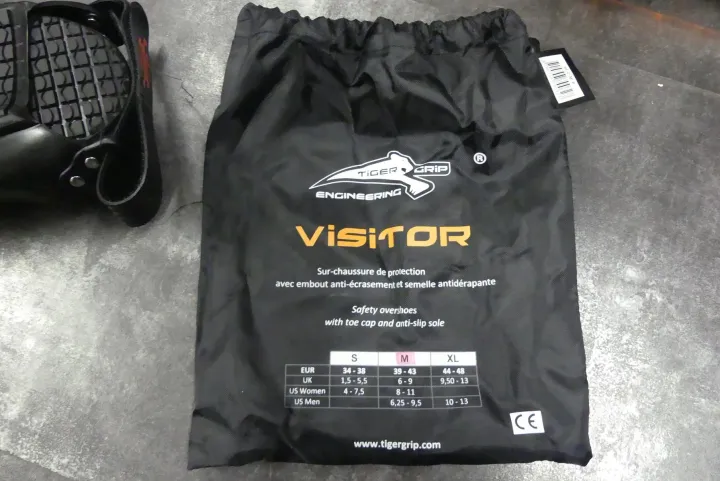 TiGER GRiP
ENGINEERING
®
ViSiTOR
Sur-chaussure de protection
avec embout anti-écrasement et semelle antidérapante
Safety overshoes
with toe cap and anti-slip sole
S M XL
EUR 34 - 38 39 - 43 44 - 48
UK 1,5 - 5,5 6 - 9 9,50 - 13
US Women 4 - 7,5 8 - 11
US Men 6,25 - 9,5 10 - 13
CE
www.tigergrip.com